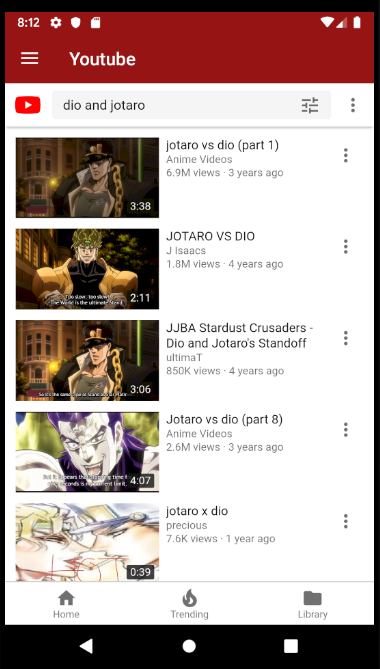 8:12
Youtube
dio and jotaro
jotaro vs dio (part 1)
Anime Videos
6.9M views · 3 years ago
3:38
JOTARO VS DIO
J Isaacs
1.8M views · 4 years ago
Too slow, too slow!
The World is the ultimate Stand
2:11
JJBA Stardust Crusaders -
Dio and Jotaro's Standoff
ultimaT
850K views · 4 years ago
So it's the same type of Stand as Star Platinum
3:06
Jotaro vs dio (part 8)
Anime Videos
2.6M views · 3 years ago
seconds is my current limit.
4:07
jotaro x dio
precious
7.6K views · 1 year ago
0:39
Home
Trending
Library